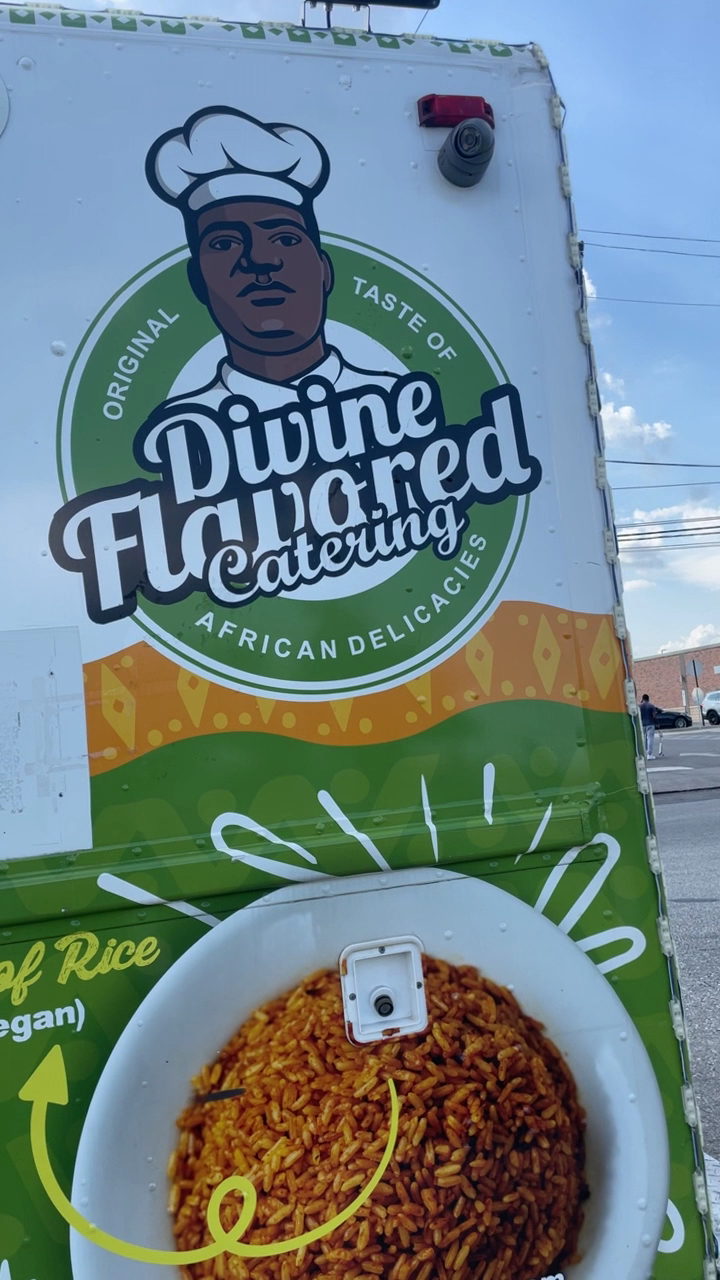 ORIGINAL
TASTE OF
Divine
Flavored
Catering
AFRICAN DELICACIES
of Rice
egan)